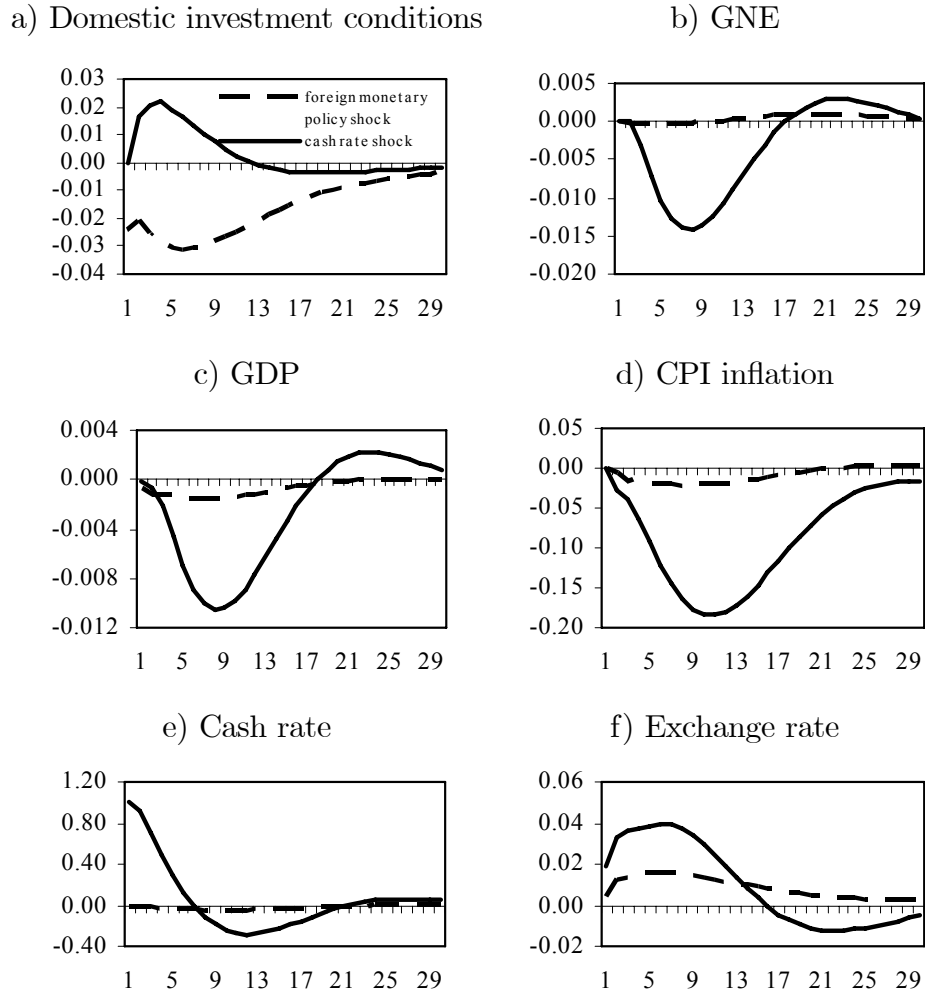 a) Domestic investment conditions
b) GNE
0.03
0.02
0.01
0.00
-0.01
-0.02
-0.03
-0.04
foreign monetary
policy shock
cash rate shock
1 5 9 13 17 21 25 29
0.005
0.000
-0.005
-0.010
-0.015
-0.020
1 5 9 13 17 21 25 29
c) GDP
d) CPI inflation
0.004
0.000
-0.004
-0.008
-0.012
1 5 9 13 17 21 25 29
0.05
0.00
-0.05
-0.10
-0.15
-0.20
1 5 9 13 17 21 25 29
e) Cash rate
f) Exchange rate
1.20
0.80
0.40
0.00
-0.40
1 5 9 13 17 21 25 29
0.06
0.04
0.02
0.00
-0.02
1 5 9 13 17 21 25 29